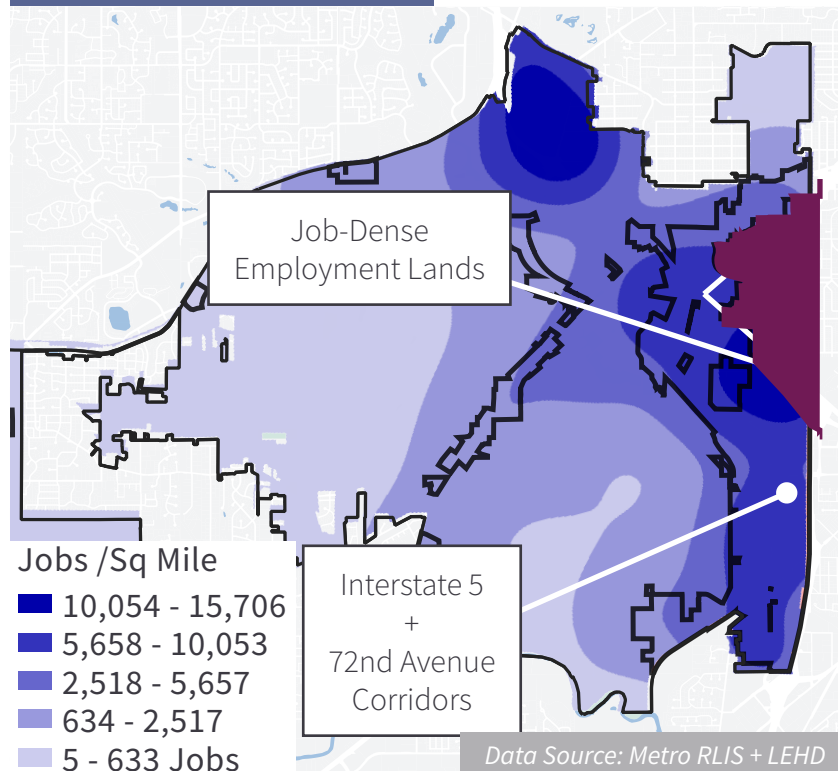 Job-Dense
Employment Lands
Interstate 5
+
72nd Avenue
Corridors
Jobs /Sq Mile
10,054 - 15,706
5,658 - 10,053
2,518 - 5,657
634 - 2,517
5 - 633 Jobs
Data Source: Metro RLIS + LEHD